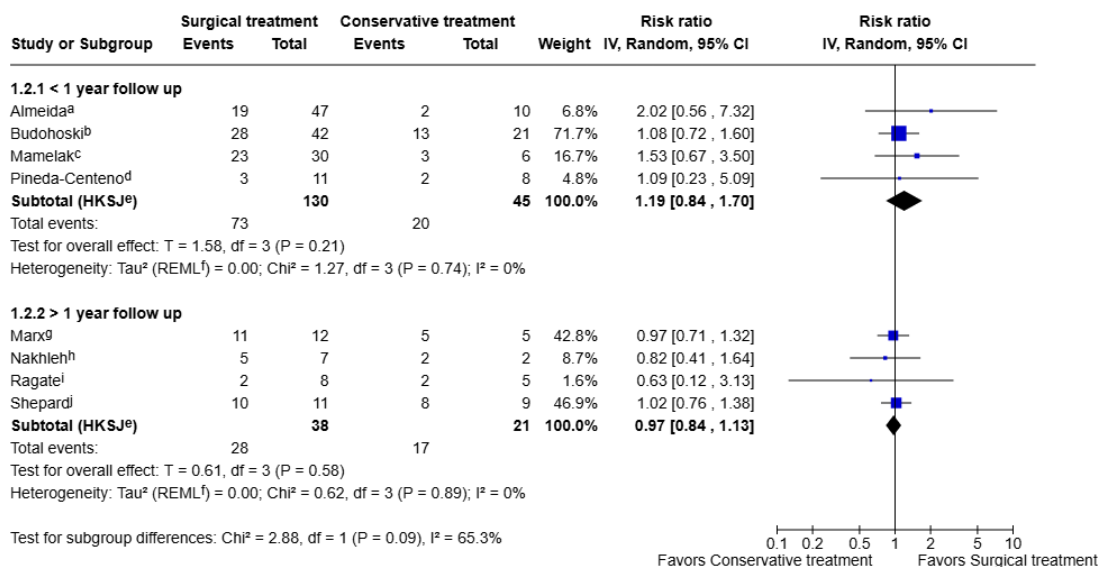 Surgical treatment Conservative treatment Risk ratio Risk ratio
Study or Subgroup Events Total Events Total Weight IV, Random, 95% CI IV, Random, 95% CI
1.2.1 < 1 year follow up
Almeidaᵃ 19 47 2 10 6.8% 2.02 [0.56 , 7.32]
Budohoskiᵇ 28 42 13 21 71.7% 1.08 [0.72 , 1.60]
Mamelakᶜ 23 30 3 6 16.7% 1.53 [0.67 , 3.50]
Pineda-Centenoᵈ 3 11 2 8 4.8% 1.09 [0.23 , 5.09]
Subtotal (HKSJᵉ) 130 45 100.0% 1.19 [0.84 , 1.70]
Total events: 73 20
Test for overall effect: T = 1.58, df = 3 (P = 0.21)
Heterogeneity: Tau² (REMLᶠ) = 0.00; Chi² = 1.27, df = 3 (P = 0.74); I² = 0%
1.2.2 > 1 year follow up
Marxᵍ 11 12 5 5 42.8% 0.97 [0.71 , 1.32]
Nakhlehʰ 5 7 2 2 8.7% 0.82 [0.41 , 1.64]
Ragateⁱ 2 8 2 5 1.6% 0.63 [0.12 , 3.13]
Shepardʲ 10 11 8 9 46.9% 1.02 [0.76 , 1.38]
Subtotal (HKSJᵉ) 38 21 100.0% 0.97 [0.84 , 1.13]
Total events: 28 17
Test for overall effect: T = 0.61, df = 3 (P = 0.58)
Heterogeneity: Tau² (REMLᶠ) = 0.00; Chi² = 0.62, df = 3 (P = 0.89); I² = 0%
Test for subgroup differences: Chi² = 2.88, df = 1 (P = 0.09), I² = 65.3%
0.1 0.2 0.5 1 2 5 10
Favors Conservative treatment Favors Surgical treatment